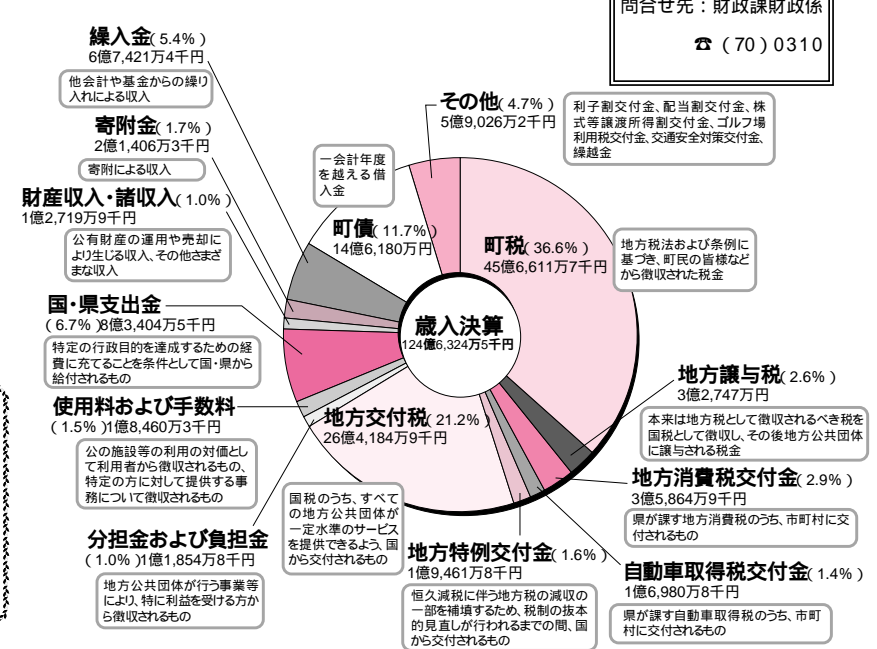 問合せ先：財政課財政係
☎（70）0310
繰入金（5.4％）
6億7,421万4千円
他会計や基金からの繰り
入れによる収入
寄附金（1.7％）
2億1,406万3千円
寄附による収入
財産収入・諸収入（1.0％）
1億2,719万9千円
公有財産の運用や売却に
より生じる収入、その他さまざ
まな収入
国・県支出金
（6.7％）8億3,404万5千円
特定の行政目的を達成するための経
費に充てることを条件として国・県から
給付されるもの
使用料および手数料
（1.5％）1億8,460万3千円
公の施設等の利用の対価とし
て利用者から徴収されるもの、
特定の方に対して提供する事
務について徴収されるもの
分担金および負担金
（1.0％）1億1,854万8千円
地方公共団体が行う事業等
により、特に利益を受ける方か
ら徴収されるもの
一会計年度
を越える借
入金
町債（11.7％）
14億6,180万円
その他（4.7％）
5億9,026万2千円
利子割交付金、配当割交付金、株
式等譲渡所得割交付金、ゴルフ場
利用税交付金、交通安全対策交付金、
繰越金
町税（36.6％）
45億6,611万7千円
地方税法および条例に
基づき、町民の皆様など
から徴収された税金
歳入決算
124億6,324万5千円
地方交付税（21.2％）
26億4,184万9千円
国税のうち、すべて
の地方公共団体が
一定水準のサービス
を提供できるよう、国
から交付されるもの
地方譲与税（2.6％）
3億2,747万円
本来は地方税として徴収されるべき税を
国税として徴収し、その後地方公共団体
に譲与される税金
地方消費税交付金（2.9％）
3億5,864万9千円
県が課す地方消費税のうち、市町村に交
付されるもの
地方特例交付金（1.6％）
1億9,461万8千円
恒久減税に伴う地方税の減収の
一部を補填するため、税制の抜本
的見直しが行われるまでの間、国
から交付されるもの
自動車取得税交付金（1.4％）
1億6,980万8千円
県が課す自動車取得税のうち、市町
村に交付されるもの